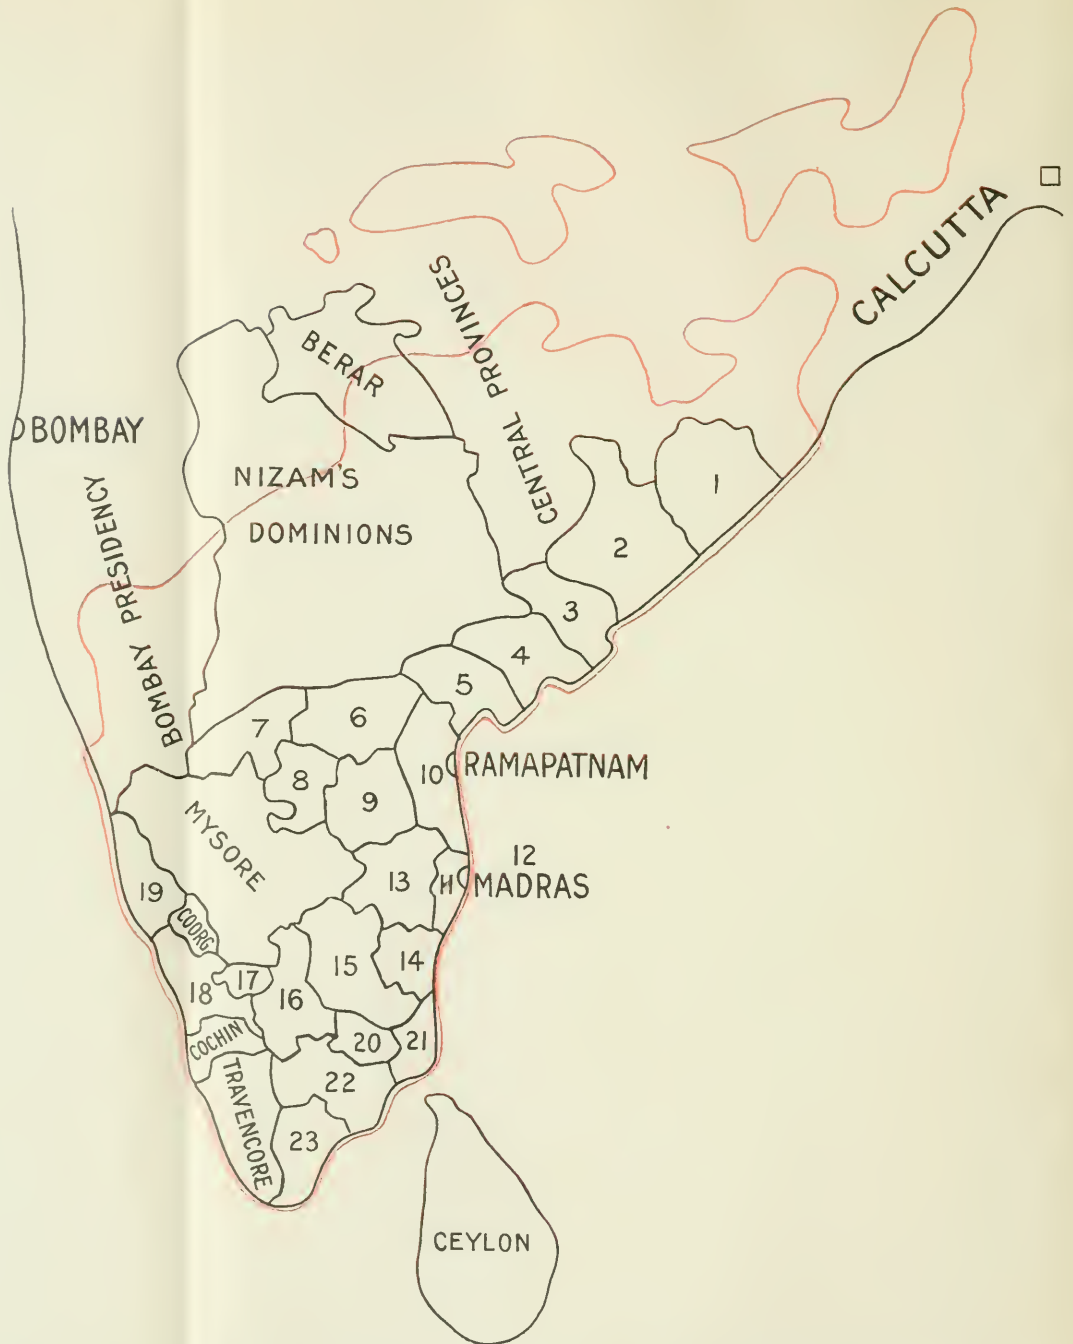 CALCUTTA
CENTRAL PROVINCES
BERAR
BOMBAY
NIZAM'S
DOMINIONS
BOMBAY PRESIDENCY
1
2
3
4
5
6
7
8
9
10
RAMAPATNAM
MYSORE
12
13
H
MADRAS
19
COORG
14
15
16
17
18
COCHIN
20
21
22
TRAVENCORE
23
CEYLON